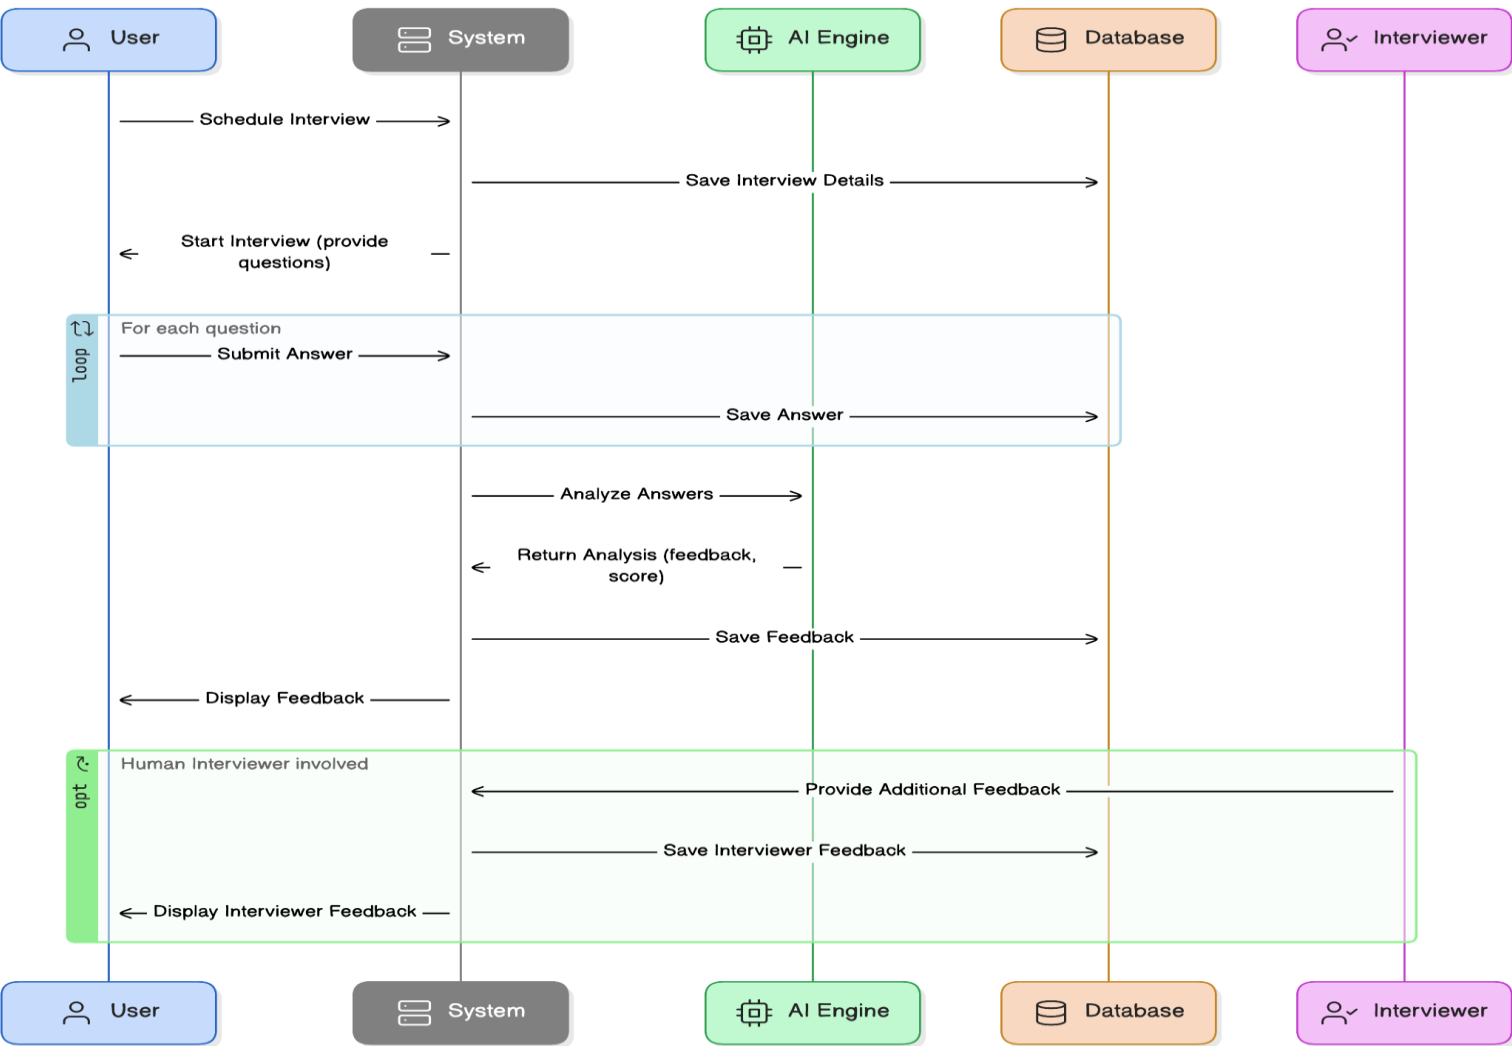 User
System
AI Engine
Database
Interviewer
Schedule Interview
Save Interview Details
Start Interview (provide
questions)
loop
For each question
Submit Answer
Save Answer
Analyze Answers
Return Analysis (feedback,
score)
Save Feedback
Display Feedback
opt
Human Interviewer involved
Provide Additional Feedback
Save Interviewer Feedback
Display Interviewer Feedback
User
System
AI Engine
Database
Interviewer